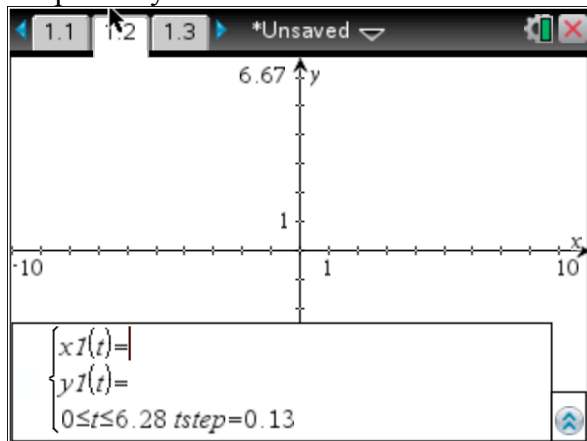 1.1 1.2 1.3 *Unsaved
6.67 y
1
x
-10 1 10
x1(t)=
y1(t)=
0≤t≤6.28 tstep=0.13